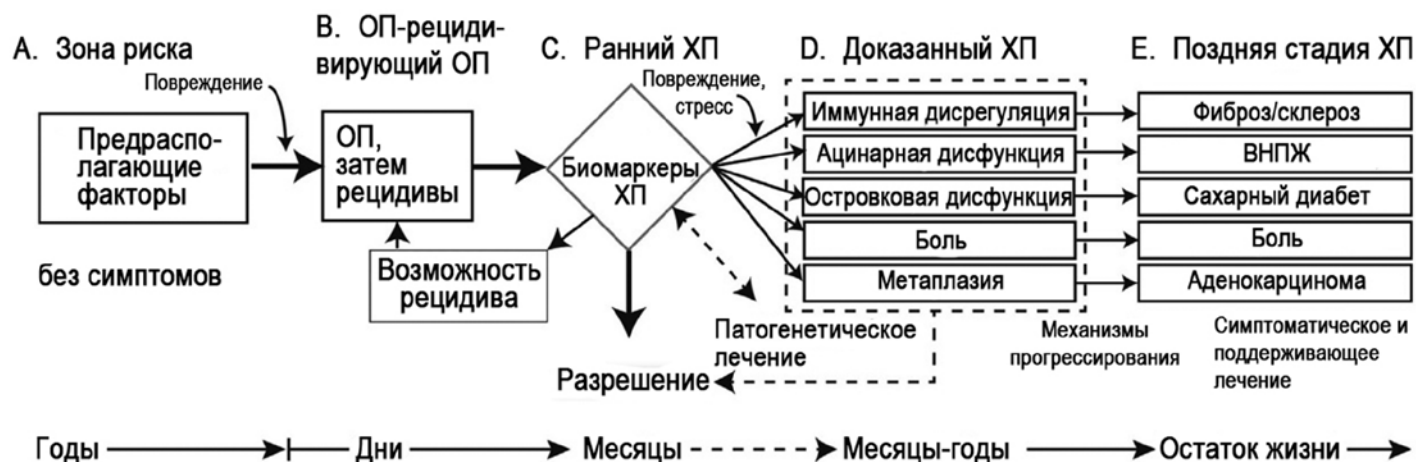 A. Зона риска
B. ОП-рециди-
вирующий ОП
C. Ранний ХП
D. Доказанный ХП
E. Поздняя стадия ХП
Повреждение
Повреждение,
стресс
Предраспо-
лагающие
факторы
ОП,
затем
рецидивы
Биомаркеры
ХП
Иммунная дисрегуляция
Фиброз/склероз
Ацинарная дисфункция
ВНПЖ
Островковая дисфункция
Сахарный диабет
Боль
Боль
Метаплазия
Аденокарцинома
без симптомов
Возможность
рецидива
Патогенетическое
лечение
Разрешение
Механизмы
прогрессирования
Симптоматическое и
поддерживающее
лечение
Годы
Дни
Месяцы
Месяцы-годы
Остаток жизни